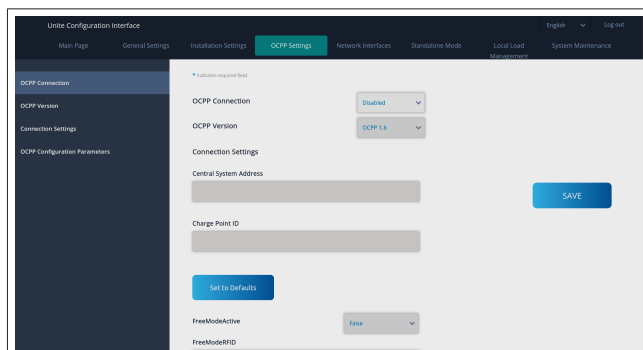 Unite Configuration Interface
English
Log out
Main Page
General Settings
Installation Settings
OCPP Settings
Network Interfaces
Standalone Mode
Local Load
Management
System Maintenance
OCPP Connection
OCPP Version
Connection Settings
OCPP Configuration Parameters
* Indicates required field.
OCPP Connection
Disabled
OCPP Version
OCPP 1.6
Connection Settings
Central System Address
SAVE
Charge Point ID
Set to Defaults
FreeModeActive
False
FreeModeRFID